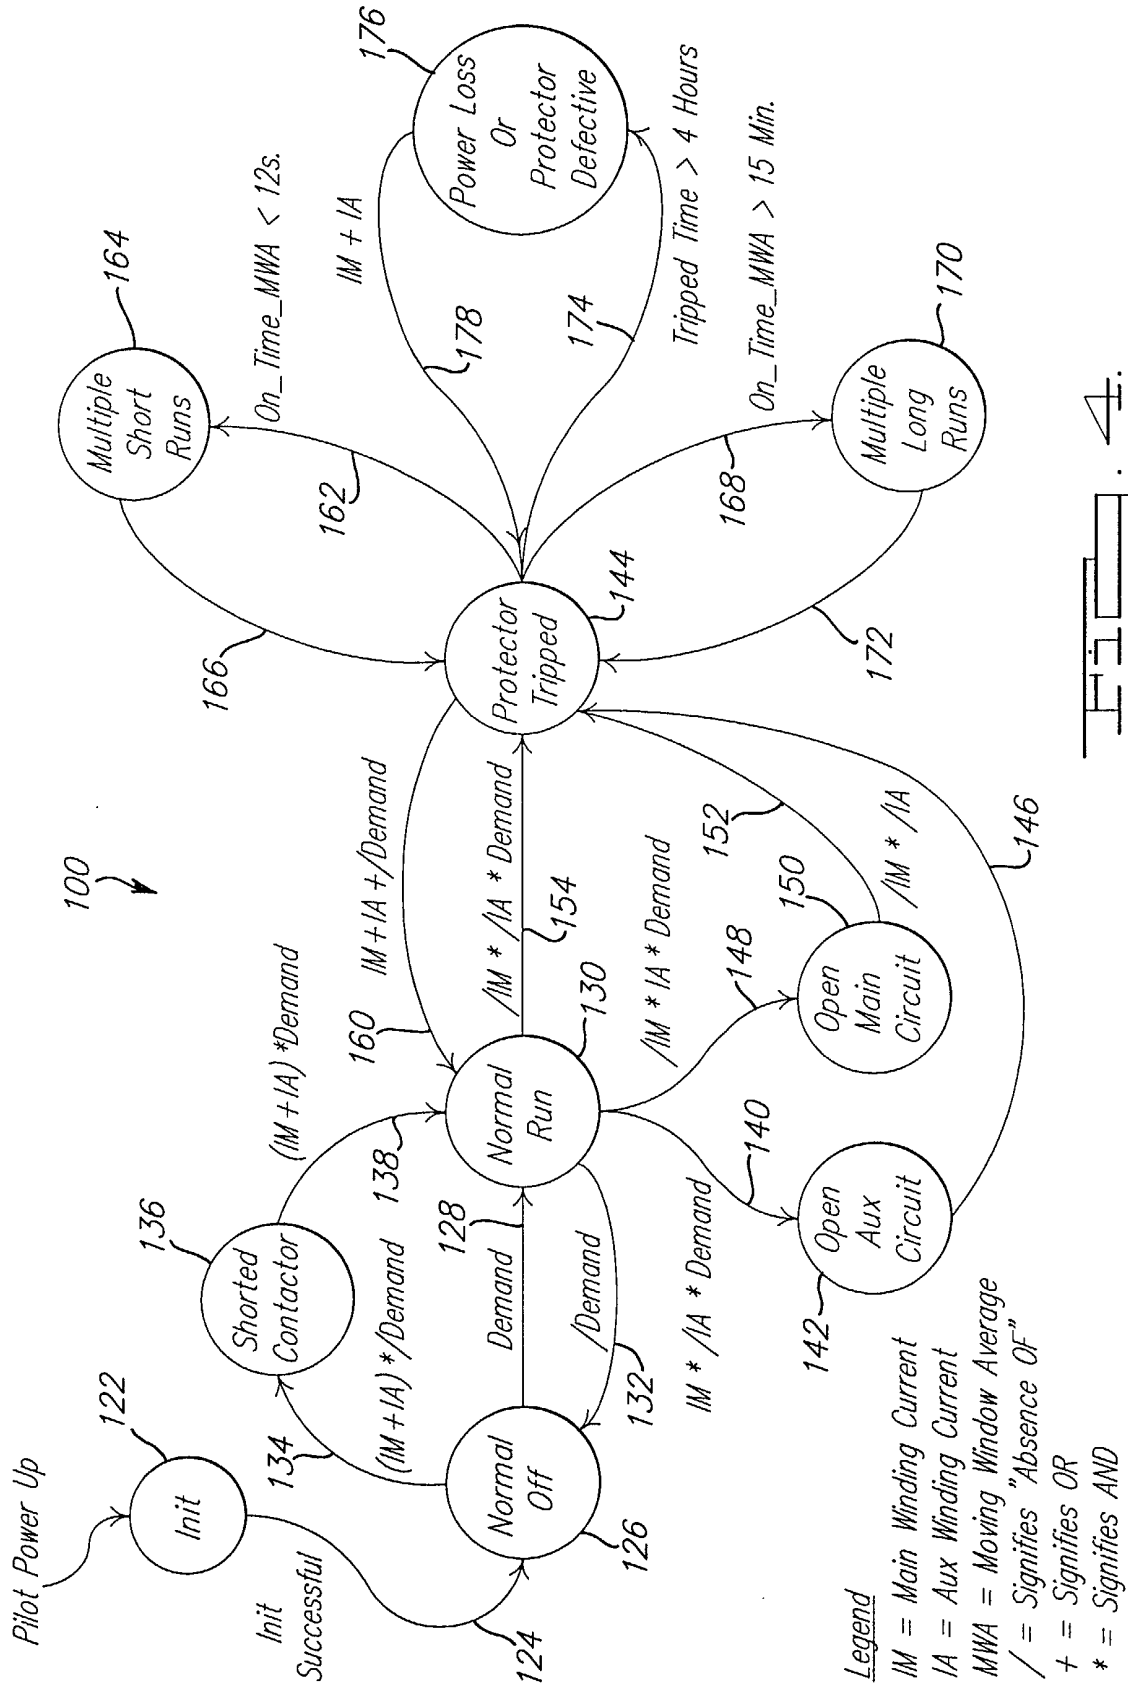 100
Pilot Power Up
122
Init
Init
Successful
124
Normal
Off
126
134
(IM+IA)*/Demand
136
Shorted
Contactor
(IM+IA)*Demand
138
Demand
128
/Demand
132
Normal
Run
130
160
IM+IA+/Demand
/IM * /IA * Demand
154
IM * /IA * Demand
140
/IM * IA * Demand
148
Open
Aux
Circuit
142
Open
Main
Circuit
150
152
/IM * /IA
146
Protector
Tripped
144
166
162
On_Time_MWA < 12s.
Multiple
Short
Runs
164
IM + IA
178
174
Tripped Time > 4 Hours
Power Loss
Or
Protector
Defective
176
168
On_Time_MWA > 15 Min.
Multiple
Long
Runs
170
172
Legend
IM = Main Winding Current
IA = Aux Winding Current
MWA = Moving Window Average
/ = Signifies "Absence OF"
+ = Signifies OR
* = Signifies AND
Fig. 4.